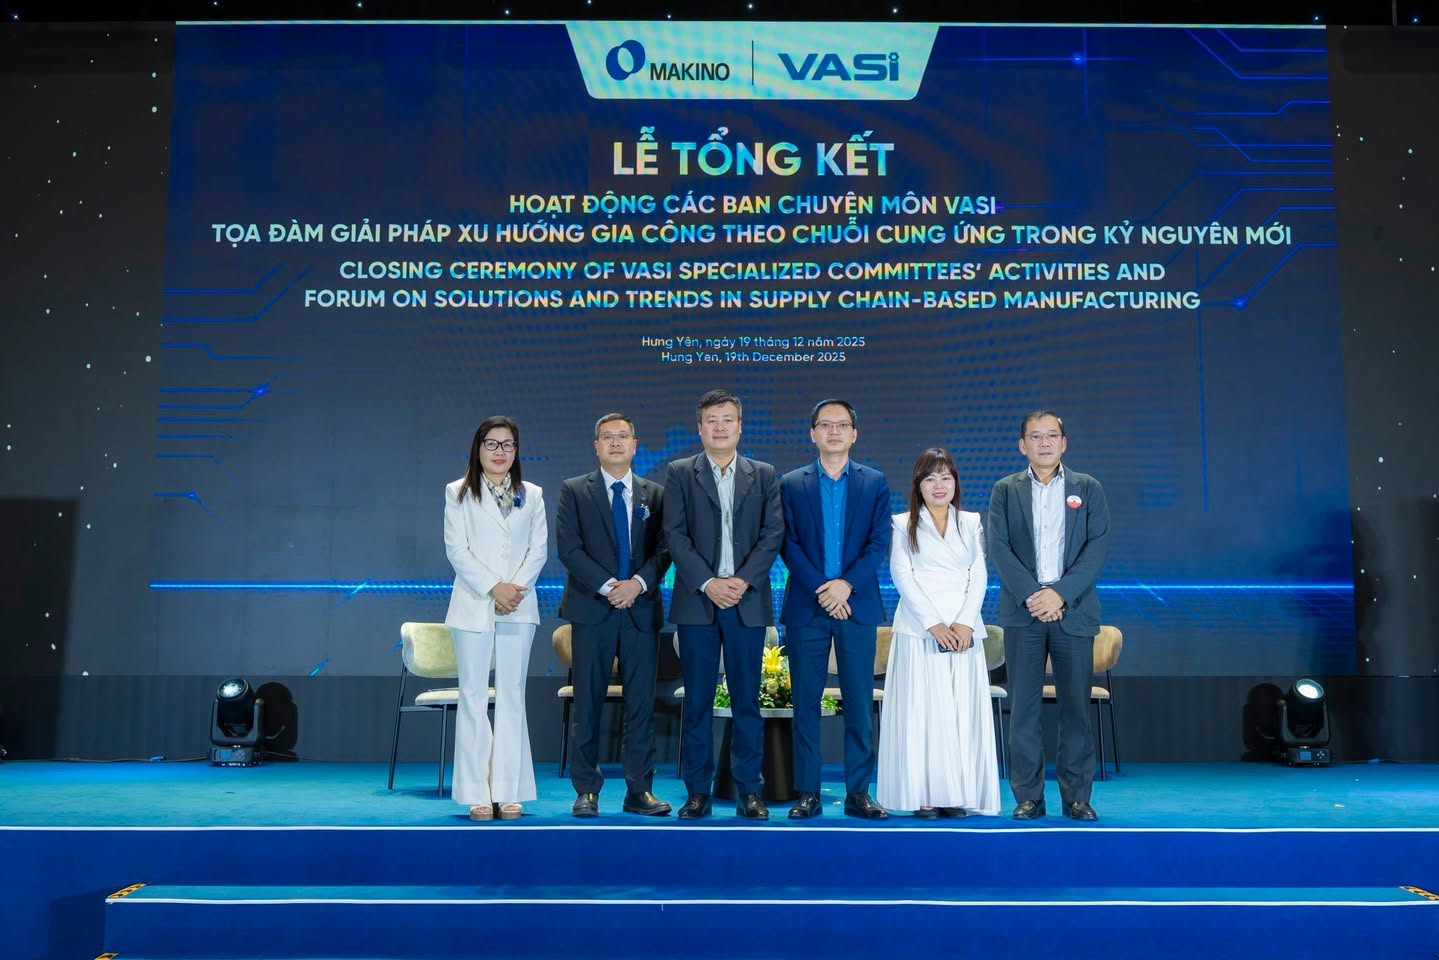 MAKINO
VASI
LỄ TỔNG KẾT
HOẠT ĐỘNG CÁC BAN CHUYÊN MÔN VASI
TỌA ĐÀM GIẢI PHÁP XU HƯỚNG GIA CÔNG THEO CHUỖI CUNG ỨNG TRONG KỶ NGUYÊN MỚI
CLOSING CEREMONY OF VASI SPECIALIZED COMMITTEES' ACTIVITIES AND
FORUM ON SOLUTIONS AND TRENDS IN SUPPLY CHAIN-BASED MANUFACTURING
Hưng Yên, ngày 19 tháng 12 năm 2025
Hung Yen, 19th December 2025